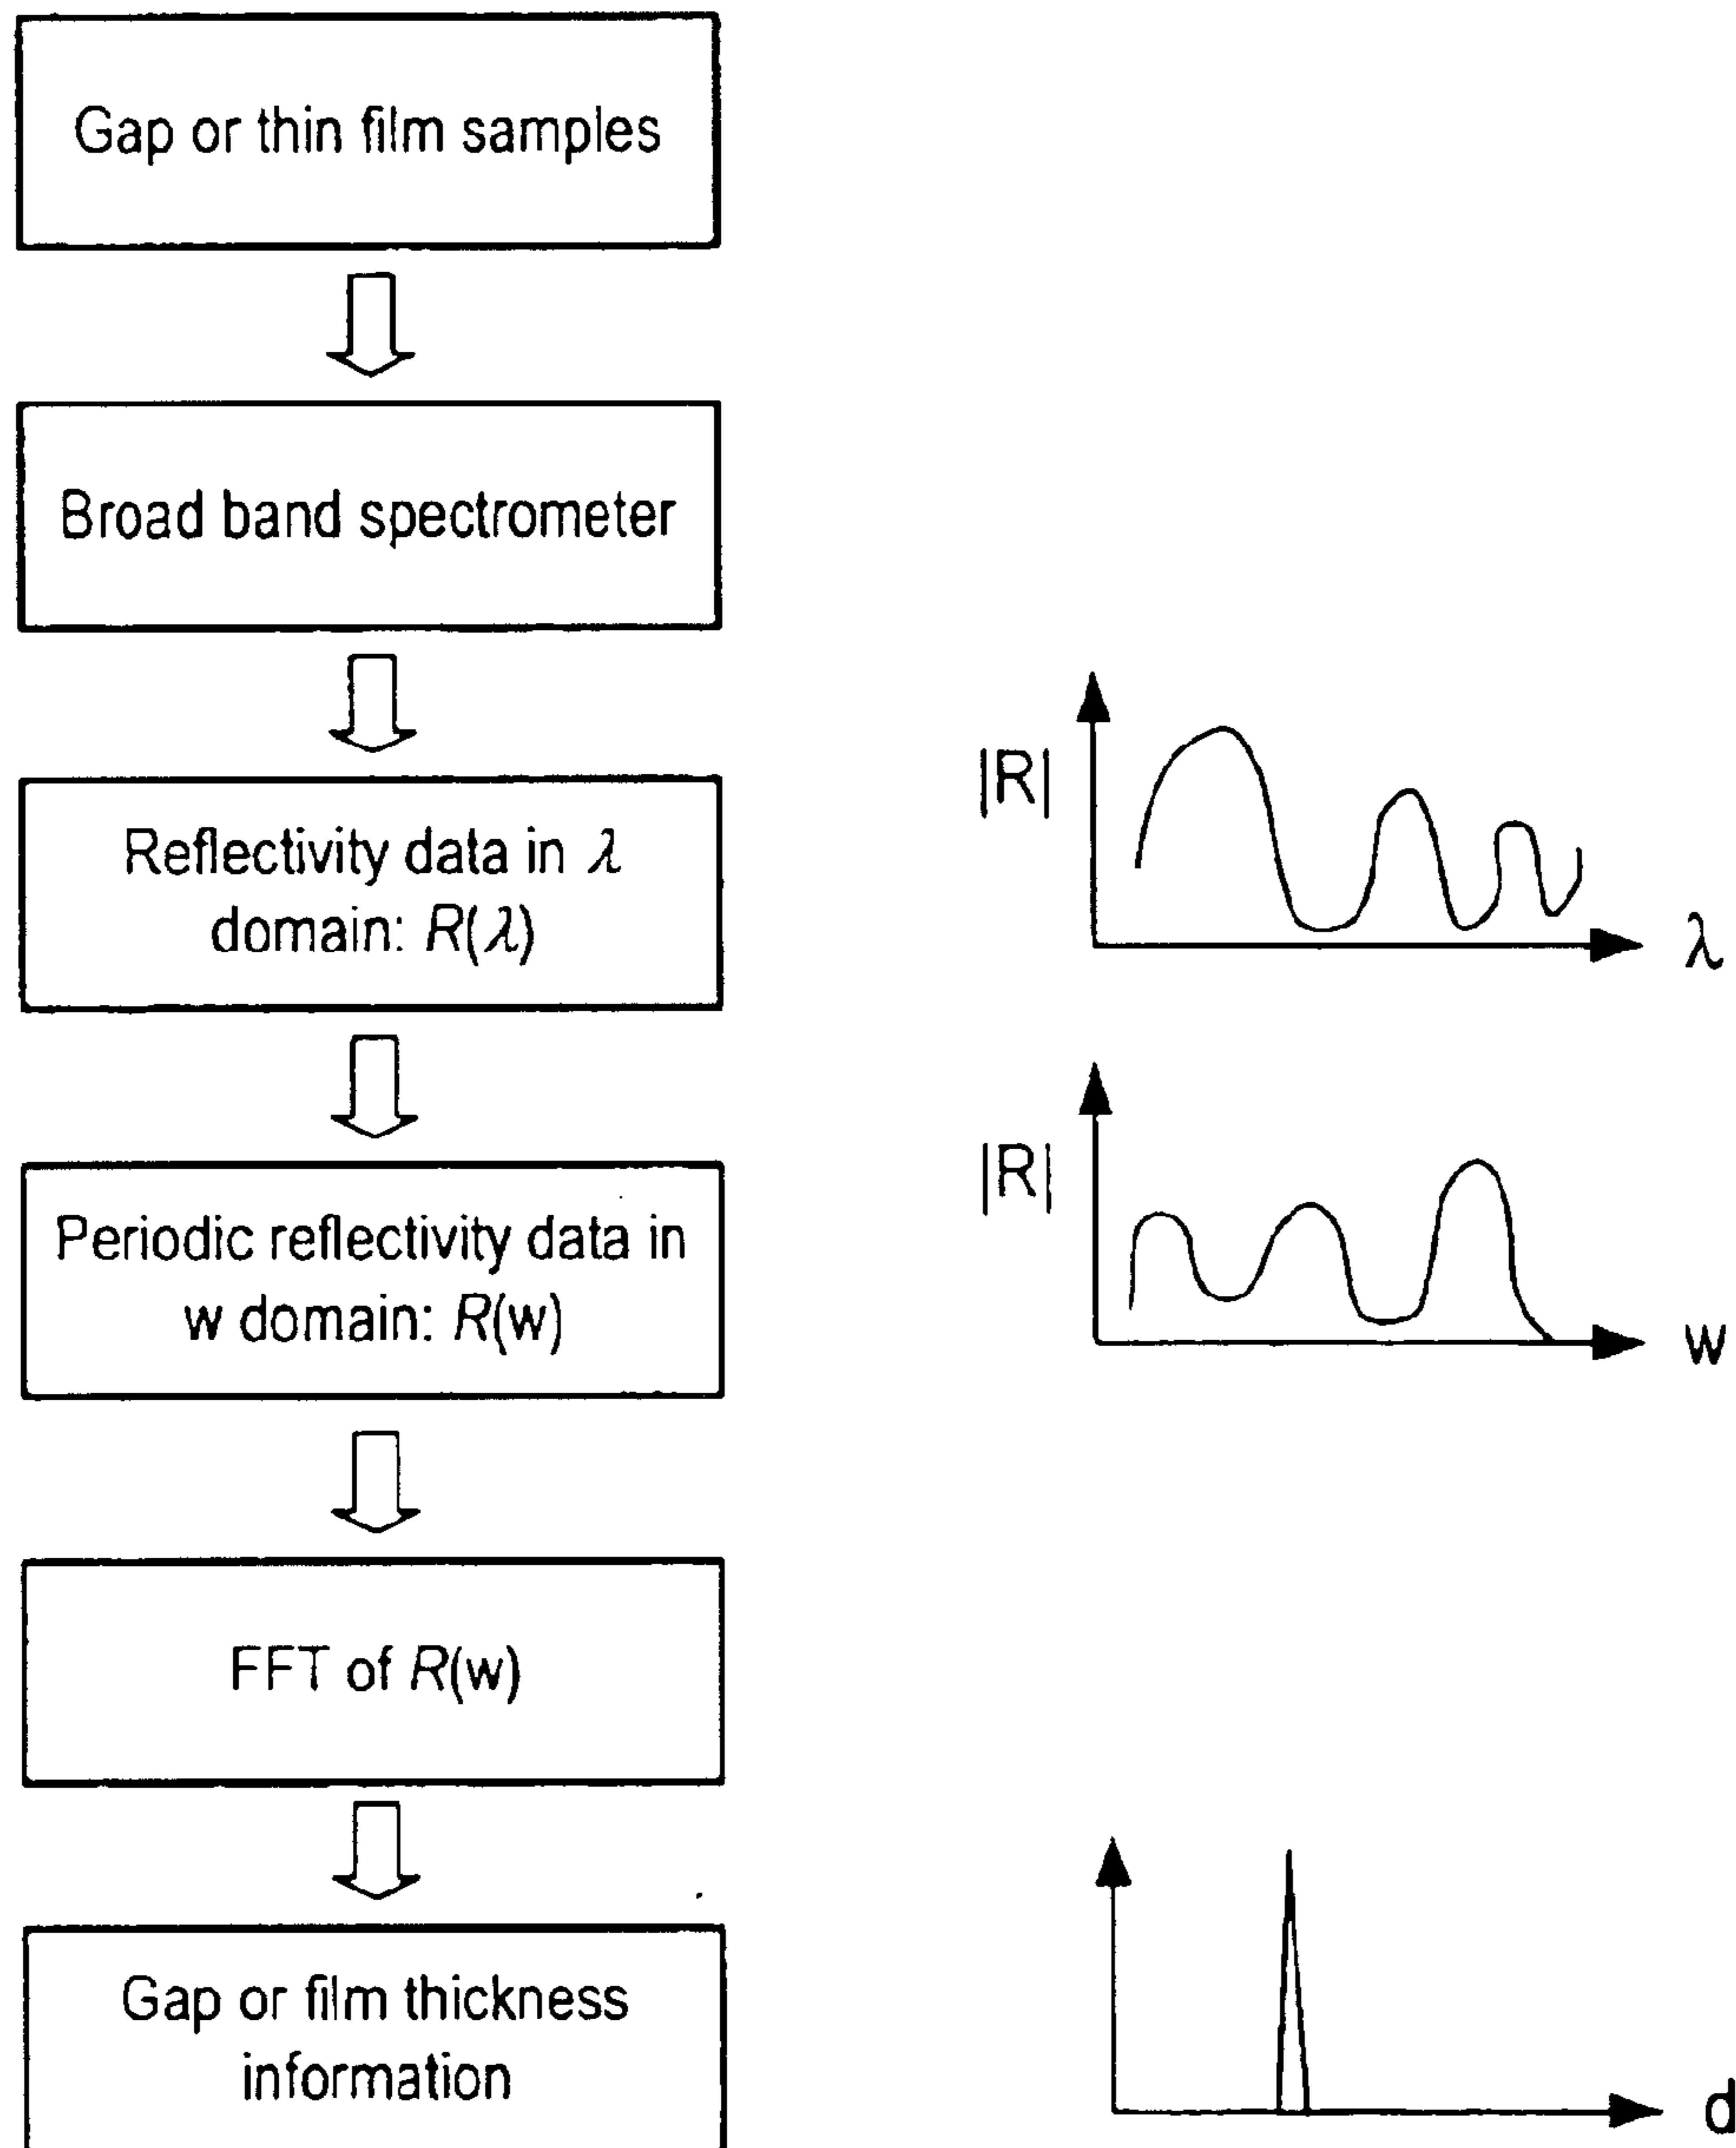 Gap or thin film samples
Broad band spectrometer
Reflectivity data in λ
domain: R(λ)
|R|
λ
Periodic reflectivity data in
w domain: R(w)
|R|
w
FFT of R(w)
Gap or film thickness
information
d